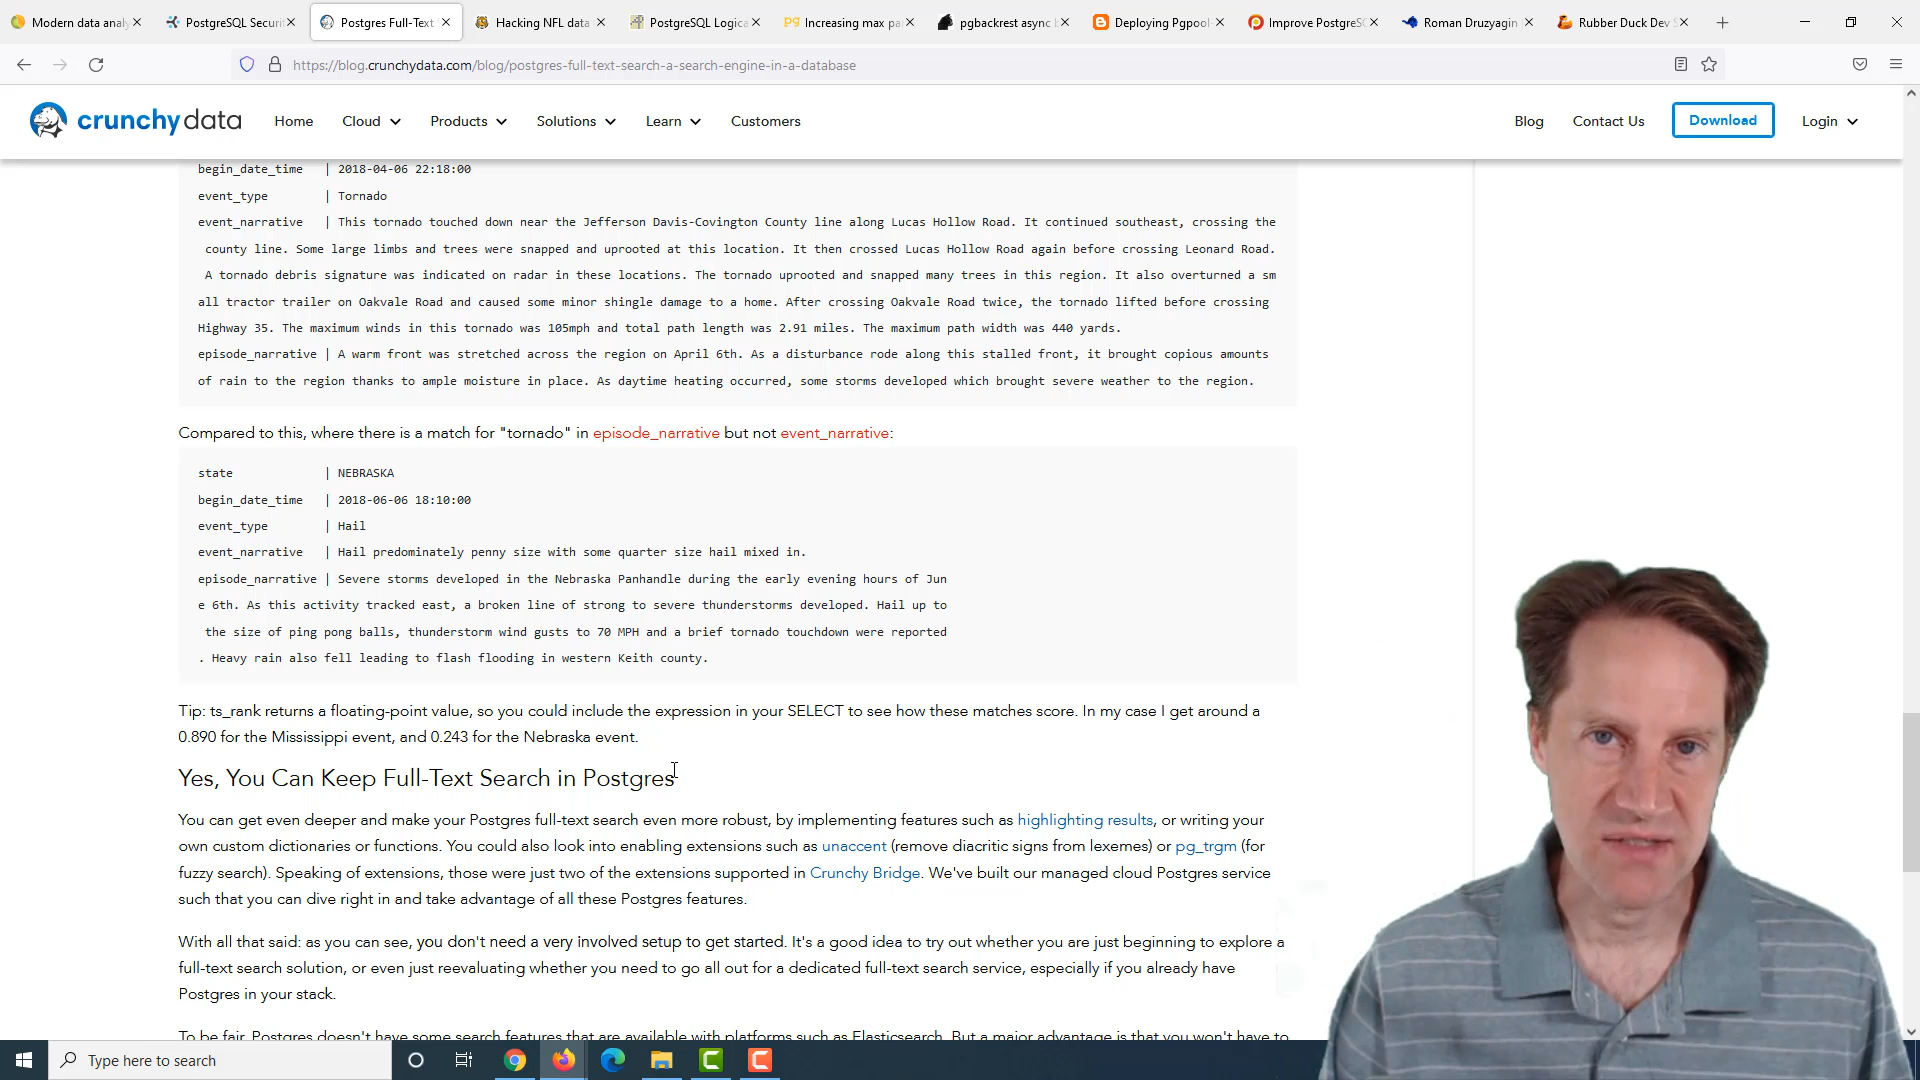 Modern data analy
PostgreSQL Securit
Postgres Full-Text
Hacking NFL data
PostgreSQL Logica
Increasing max pa
pgbackrest async b
Deploying Pgpool-
Improve PostgreSQ
Roman Druzyagin
Rubber Duck Dev S
https://blog.crunchydata.com/blog/postgres-full-text-search-a-search-engine-in-a-database
crunchy data
Home
Cloud
Products
Solutions
Learn
Customers
Blog
Contact Us
Download
Login
begin_date_time | 2018-04-06 22:18:00
event_type | Tornado
event_narrative | This tornado touched down near the Jefferson Davis-Covington County line along Lucas Hollow Road. It continued southeast, crossing the
county line. Some large limbs and trees were snapped and uprooted at this location. It then crossed Lucas Hollow Road again before crossing Leonard Road.
A tornado debris signature was indicated on radar in these locations. The tornado uprooted and snapped many trees in this region. It also overturned a sm
all tractor trailer on Oakvale Road and caused some minor shingle damage to a home. After crossing Oakvale Road twice, the tornado lifted before crossing
Highway 35. The maximum winds in this tornado was 105mph and total path length was 2.91 miles. The maximum path width was 440 yards.
episode_narrative | A warm front was stretched across the region on April 6th. As a disturbance rode along this stalled front, it brought copious amounts
of rain to the region thanks to ample moisture in place. As daytime heating occurred, some storms developed which brought severe weather to the region.
Compared to this, where there is a match for "tornado" in episode_narrative but not event_narrative:
state | NEBRASKA
begin_date_time | 2018-06-06 18:10:00
event_type | Hail
event_narrative | Hail predominately penny size with some quarter size hail mixed in.
episode_narrative | Severe storms developed in the Nebraska Panhandle during the early evening hours of Jun
e 6th. As this activity tracked east, a broken line of strong to severe thunderstorms developed. Hail up to
the size of ping pong balls, thunderstorm wind gusts to 70 MPH and a brief tornado touchdown were reported
. Heavy rain also fell leading to flash flooding in western Keith county.
Tip: ts_rank returns a floating-point value, so you could include the expression in your SELECT to see how these matches score. In my case I get around a
0.890 for the Mississippi event, and 0.243 for the Nebraska event.
Yes, You Can Keep Full-Text Search in Postgres
You can get even deeper and make your Postgres full-text search even more robust, by implementing features such as highlighting results, or writing your
own custom dictionaries or functions. You could also look into enabling extensions such as unaccent (remove diacritic signs from lexemes) or pg_trgm (for
fuzzy search). Speaking of extensions, those were just two of the extensions supported in Crunchy Bridge. We've built our managed cloud Postgres service
such that you can dive right in and take advantage of all these Postgres features.
With all that said: as you can see, you don't need a very involved setup to get started. It's a good idea to try out whether you are just beginning to explore a
full-text search solution, or even just reevaluating whether you need to go all out for a dedicated full-text search service, especially if you already have
Postgres in your stack.
To be fair, Postgres doesn't have some search features that are available with platforms such as Elasticsearch. But a major advantage is that you won't have to
Type here to search